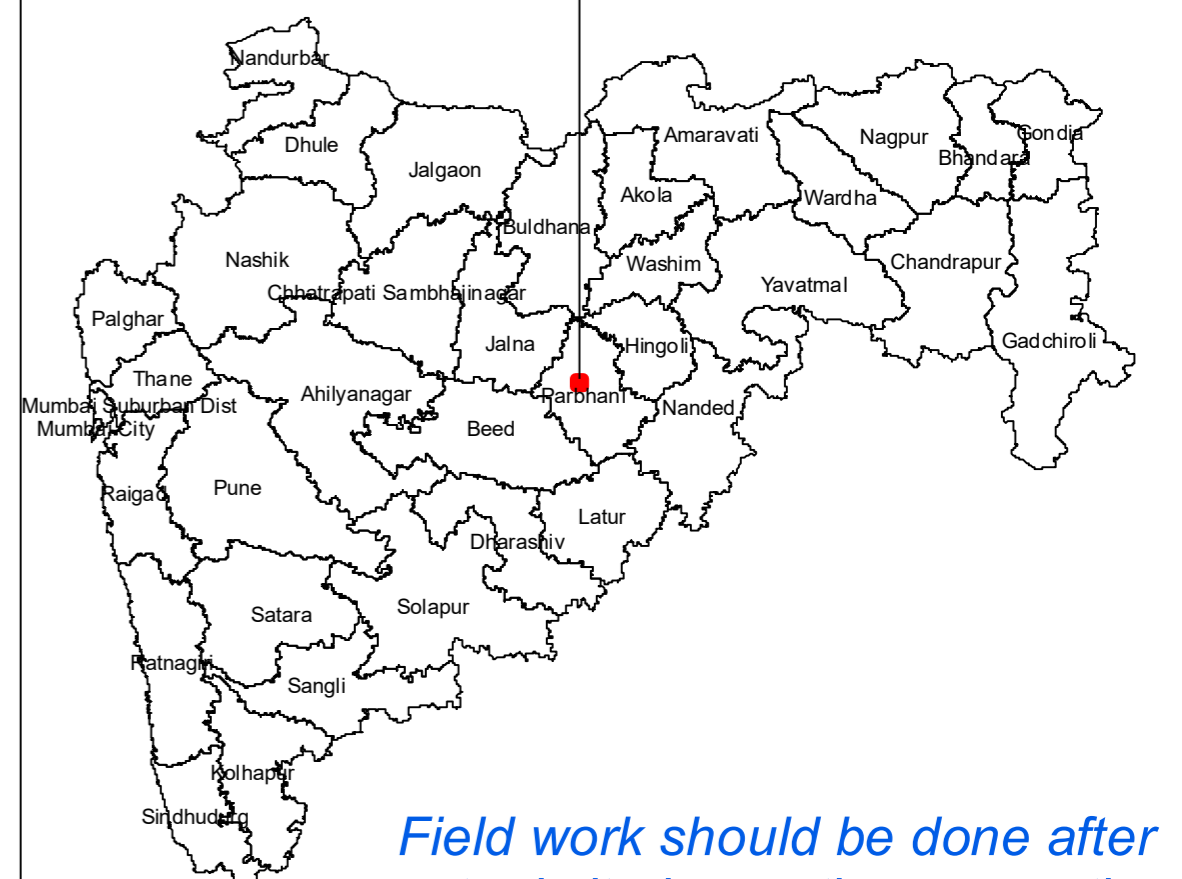 Nandurbar
Dhule
Jalgaon
Amaravati
Nagpur
Gondia
Bhandara
Akola
Wardha
Buldhana
Nashik
Washim
Chandrapur
Yavatmal
Chhatrapati Sambhajinagar
Palghar
Jalna
Hingoli
Gadchiroli
Thane
Ahilyanagar
Parbhani
Mumbai Suburban Dist
Nanded
Mumbai City
Beed
Raigad
Pune
Latur
Dharashiv
Satara
Solapur
Ratnagiri
Sangli
Kolhapur
Sindhudurg
Field work should be done after